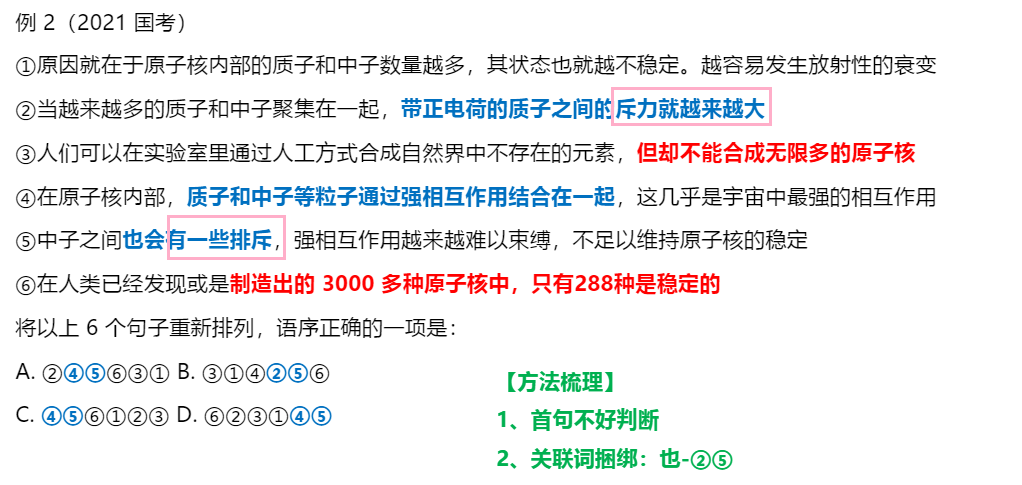 例 2（2021 国考）
①原因就在于原子核内部的质子和中子数量越多，其状态也就越不稳定。越容易发生放射性的衰变
②当越来越多的质子和中子聚集在一起，带正电荷的质子之间的斥力就越来越大
③人们可以在实验室里通过人工方式合成自然界中不存在的元素，但却不能合成无限多的原子核
④在原子核内部，质子和中子等粒子通过强相互作用结合在一起，这几乎是宇宙中最强的相互作用
⑤中子之间也会有一些排斥，强相互作用越来越难以束缚，不足以维持原子核的稳定
⑥在人类已经发现或是制造出的 3000 多种原子核中，只有288种是稳定的
将以上 6 个句子重新排列，语序正确的一项是：
A. ②④⑤⑥③① B. ③①④②⑤⑥
C. ④⑤⑥①②③ D. ⑥②③①④⑤
【方法梳理】
1、首句不好判断
2、关联词捆绑：也-②⑤